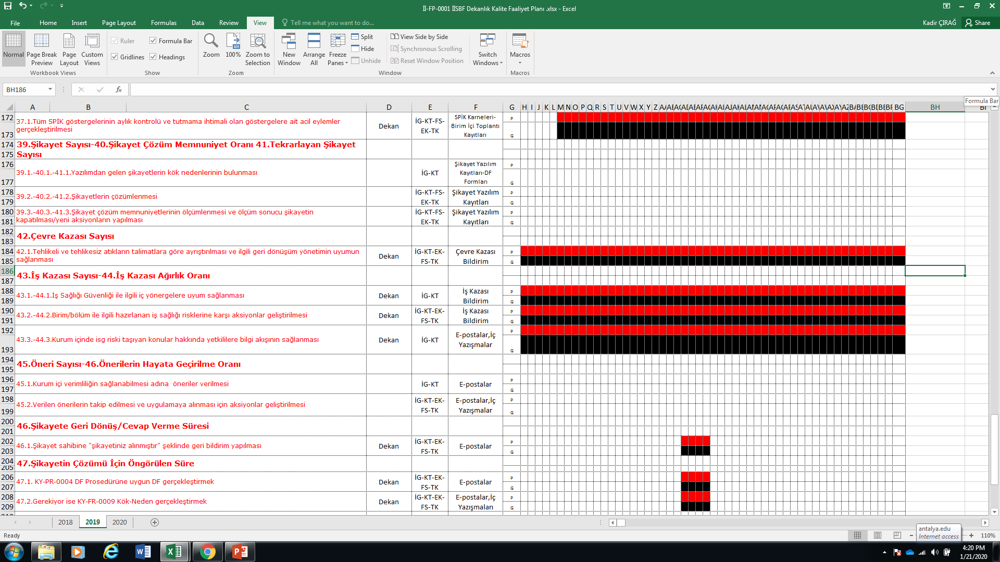 İİ-FP-0001 İİSBF Dekanlık Kalite Faaliyet Planı .xlsx - Excel
File Home Insert Page Layout Formulas Data Review View Tell me what you want to do... Kadir ÇIRAĞ Share
Normal Page Break Preview Page Layout Custom Views
Workbook Views
Ruler Formula Bar
Gridlines Headings
Show
Zoom 100% Zoom to Selection
Zoom
New Window Arrange All Freeze Panes
Split
Hide
Unhide
View Side by Side
Synchronous Scrolling
Reset Window Position
Window
Switch Windows
Macros
Macros
BH186
fx
Formula Bar
A B C D E F G H I J K L M N O P Q R S T U V W X Y Z BG BH
172
173
37.1.Tüm SPİK göstergelerinin aylık kontrolü ve tutmama ihtimali olan göstergelere ait acil eylemler
gerçekleştirilmesi
Dekan
İG-KT-FS-
EK-TK
SPİK Karneleri-
Birim İçi Toplantı
Kayıtları
P
G
174
175
39.Şikayet Sayısı-40.Şikayet Çözüm Memnuniyet Oranı 41.Tekrarlayan Şikayet
Sayısı
176
177
39.1.-40.1.-41.1.Yazılımdan gelen şikayetlerin kök nedenlerinin bulunması
İG-KT
Şikayet Yazılım
Kayıtları-DF
Formları
P
G
178
179
39.2.-40.2.-41.2.Şikayetlerin çözümlenmesi
İG-KT-FS-
EK-TK
Şikayet Yazılım
Kayıtları
P
G
180
181
39.3.-40.3.-41.3.Şikayet çözüm memnuniyetlerinin ölçümlenmesi ve ölçüm sonucu şikayetin
kapatılması/yeni aksiyonların yapılması
İG-KT-FS-
EK-TK
Şikayet Yazılım
Kayıtları
P
G
182
183
42.Çevre Kazası Sayısı
184
185
42.1.Tehlikeli ve tehlikesiz atıkların talimatlara göre ayrıştırılması ve ilgili geri dönüşüm yönetimin uyumun
sağlanması
Dekan
İG-KT-EK-
FS-TK
Çevre Kazası
Bildirim
P
G
186
187
43.İş Kazası Sayısı-44.İş Kazası Ağırlık Oranı
188
189
43.1.-44.1.İş Sağlığı Güvenliği ile ilgili iç yönergelere uyum sağlanması
Dekan
İG-KT
İş Kazası
Bildirim
P
G
190
191
43.2.-44.2.Birim/bölüm ile ilgili hazırlanan iş sağlığı risklerine karşı aksiyonlar geliştirilmesi
Dekan
İG-KT-EK-
FS-TK
İş Kazası
Bildirim
P
G
192
193
43.3.-44.3.Kurum içinde isg riski taşıyan konular hakkında yetkililere bilgi akışının sağlanması
Dekan
İG-KT
E-postalar,İç
Yazışmalar
P
G
194
195
45.Öneri Sayısı-46.Önerilerin Hayata Geçirilme Oranı
196
197
45.1.Kurum içi verimliliğin sağlanabilmesi adına öneriler verilmesi
İG-KT
E-postalar
P
G
198
199
45.2.Verilen önerilerin takip edilmesi ve uygulamaya alınması için aksiyonlar geliştirilmesi
İG-KT-EK-
FS-TK
E-postalar,İç
Yazışmalar
P
G
200
201
46.Şikayete Geri Dönüş/Cevap Verme Süresi
202
203
46.1.Şikayet sahibine "şikayetiniz alınmıştır" şeklinde geri bildirim yapılması
Dekan
İG-KT-EK-
FS-TK
E-postalar
P
G
204
205
47.Şikayetin Çözümü İçin Öngörülen Süre
206
207
47.1. KY-PR-0004 DF Prosedürüne uygun DF gerçekleştirmek
Dekan
İG-KT-EK-
FS-TK
E-postalar
P
G
208
209
47.2.Gerekiyor ise KY-FR-0009 Kök-Neden gerçekleştirmek
Dekan
İG-KT-EK-
FS-TK
E-postalar,İç
Yazışmaları
P
G
2018 2019 2020
Ready
antalya.edu
Internet access
110%
4:20 PM
1/21/2020